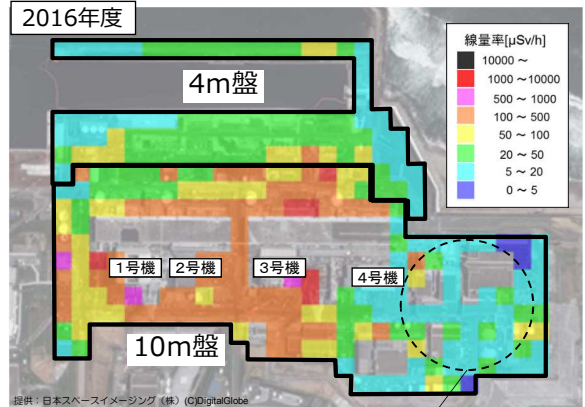 2016年度
線量率[μSv/h]
10000 ~
1000 ~10000
500 ~ 1000
100 ~ 500
50 ~ 100
20 ~ 50
5 ~ 20
0 ~ 5
4m盤
1号機
2号機
3号機
4号機
10m盤
提供：日本スペースイメージング（株）(C)DigitalGlobe